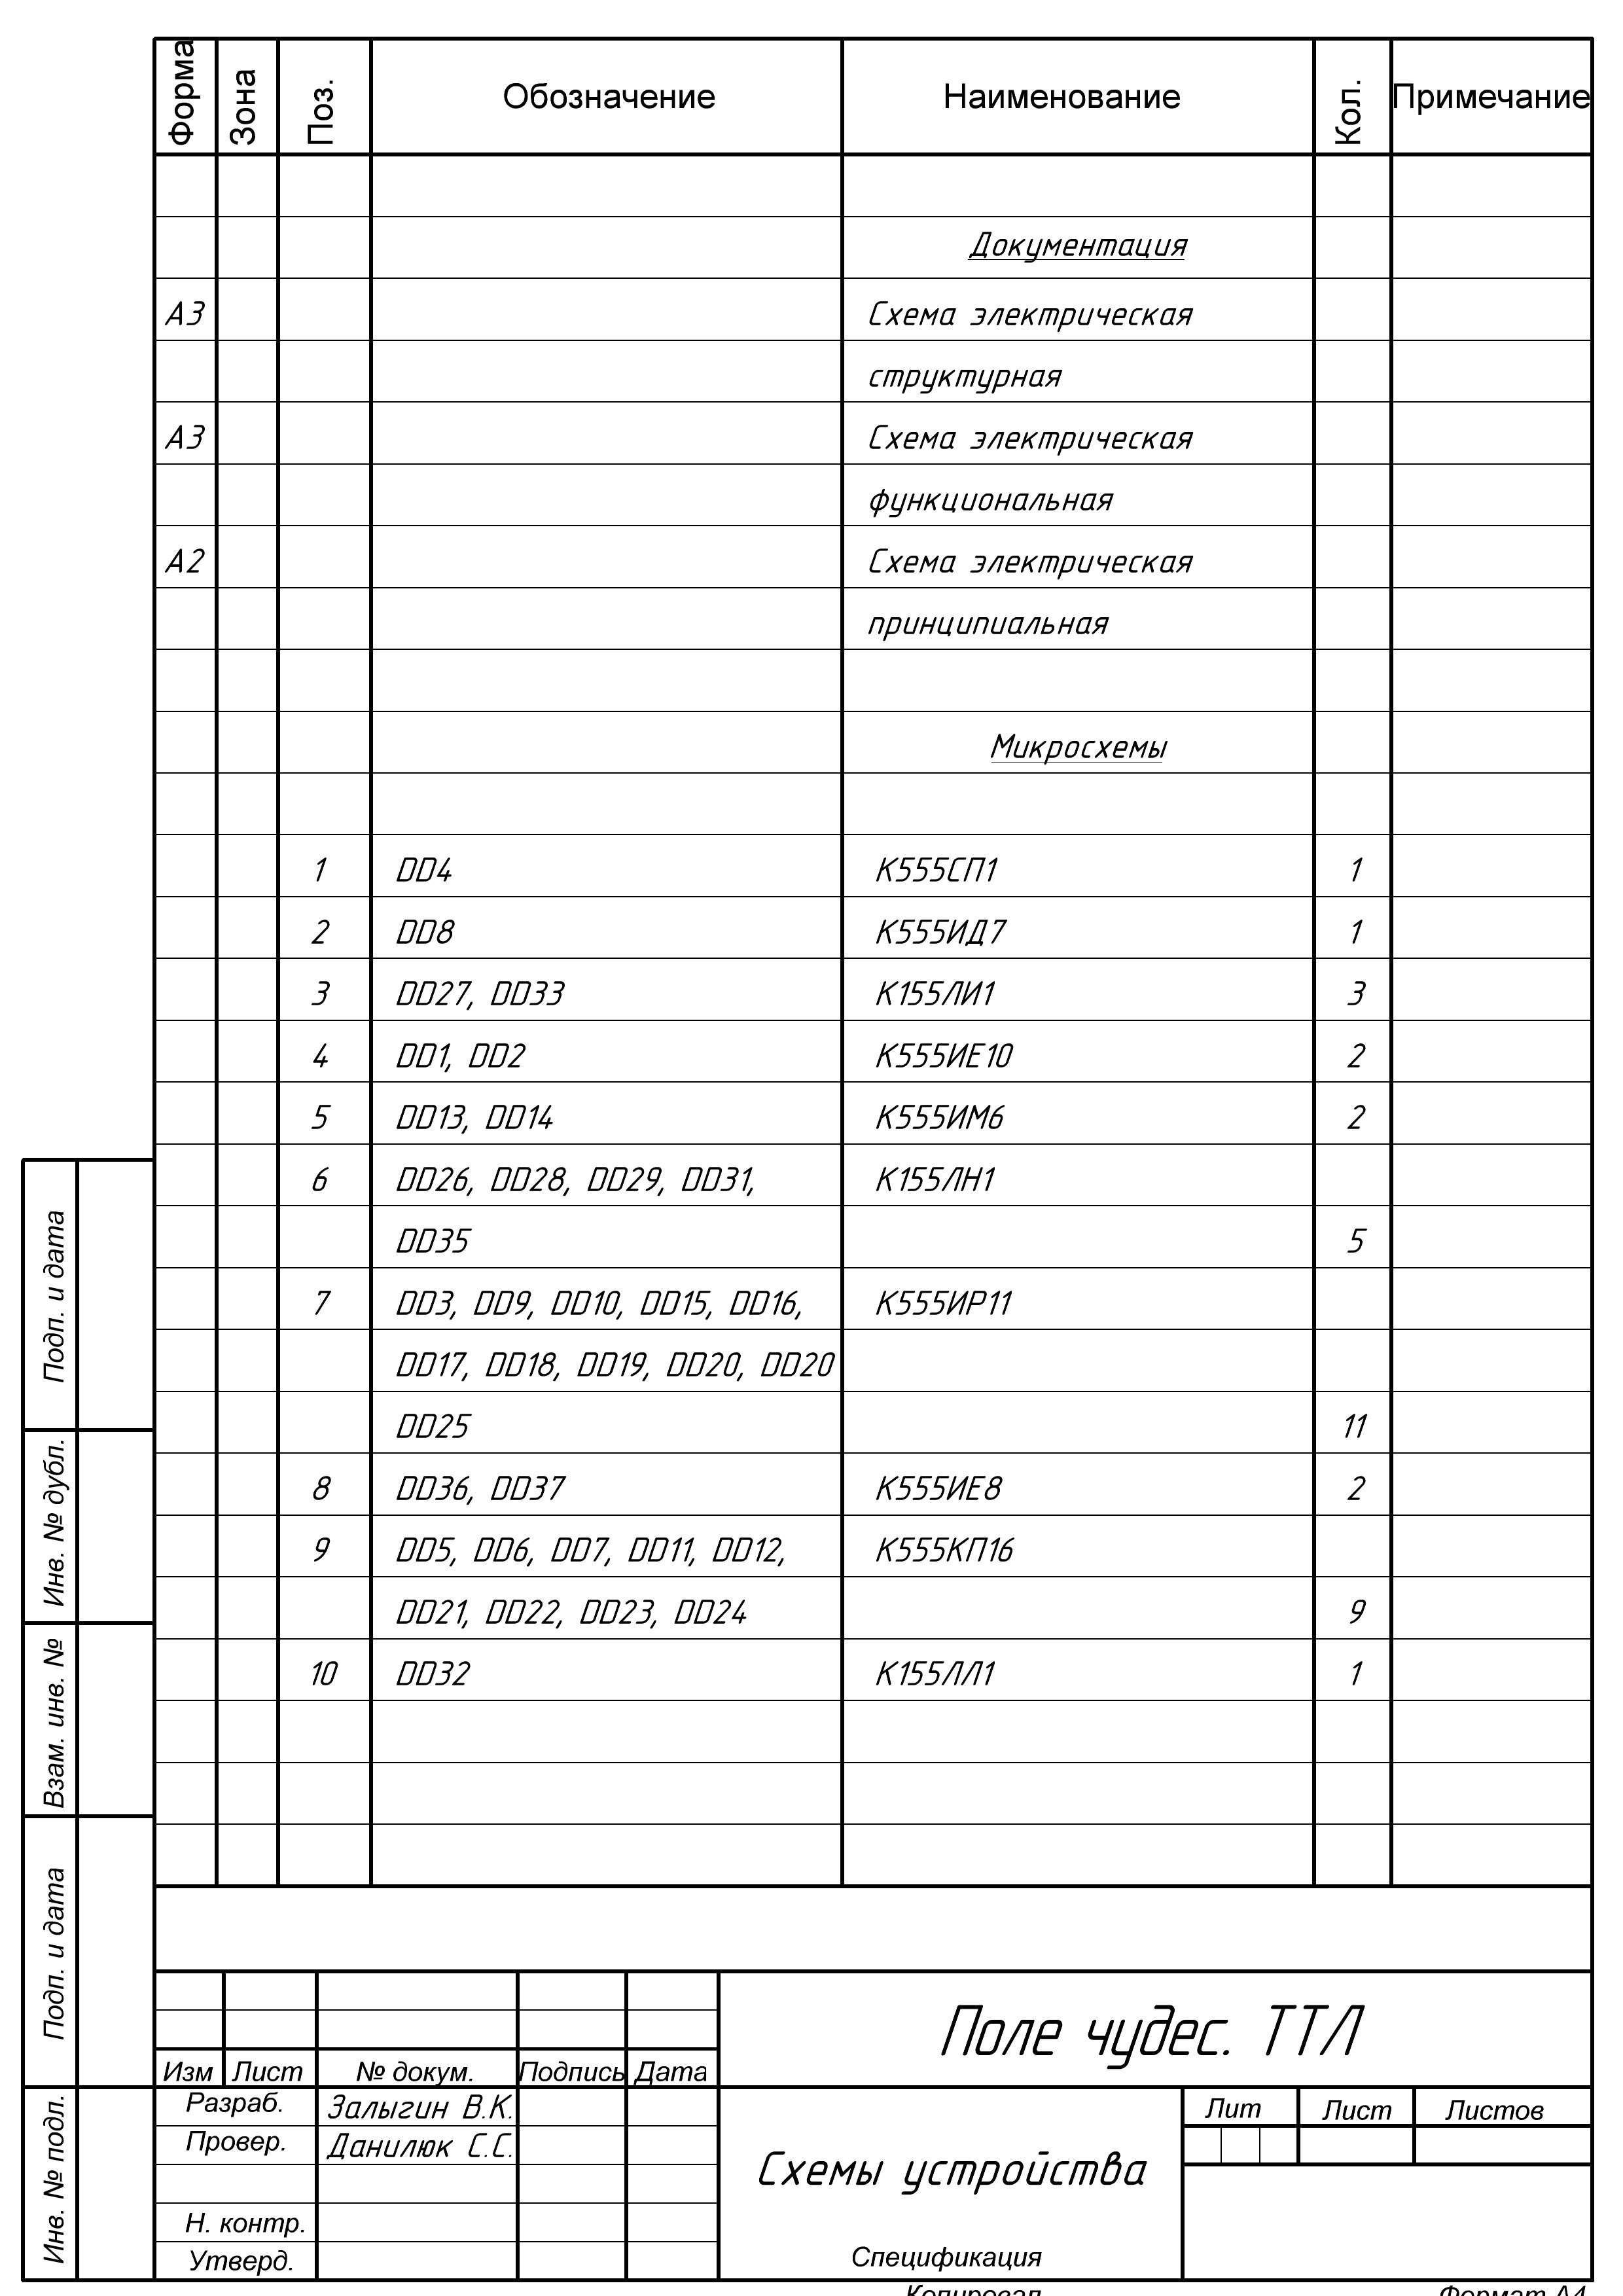 Форма Зона Поз. Обозначение Наименование Кол. Примечание
Документация
А3 Схема электрическая
структурная
А3 Схема электрическая
функциональная
А2 Схема электрическая
принципиальная
Микросхемы
1 DD4 К555СП1 1
2 DD8 К555ИД7 1
3 DD27, DD33 К155ЛИ1 3
4 DD1, DD2 К555ИЕ10 2
5 DD13, DD14 К555ИМ6 2
6 DD26, DD28, DD29, DD31, К155ЛН1
DD35 5
7 DD3, DD9, DD10, DD15, DD16, К555ИР11
DD17, DD18, DD19, DD20, DD20
DD25 11
8 DD36, DD37 К555ИЕ8 2
9 DD5, DD6, DD7, DD11, DD12, К555КП16
DD21, DD22, DD23, DD24 9
10 DD32 К155ЛЛ1 1
Подп. и дата
Инв. № дубл.
Взам. инв. №
Подп. и дата
Инв. № подп.
Поле чудес. ТТЛ
Изм Лист № докум. Подпись Дата
Разраб. Залыгин В.К.
Провер. Данилюк С.С.
Н. контр.
Утверд.
Схемы устройства
Спецификация
Лит Лист Листов
Копировал Формат А4